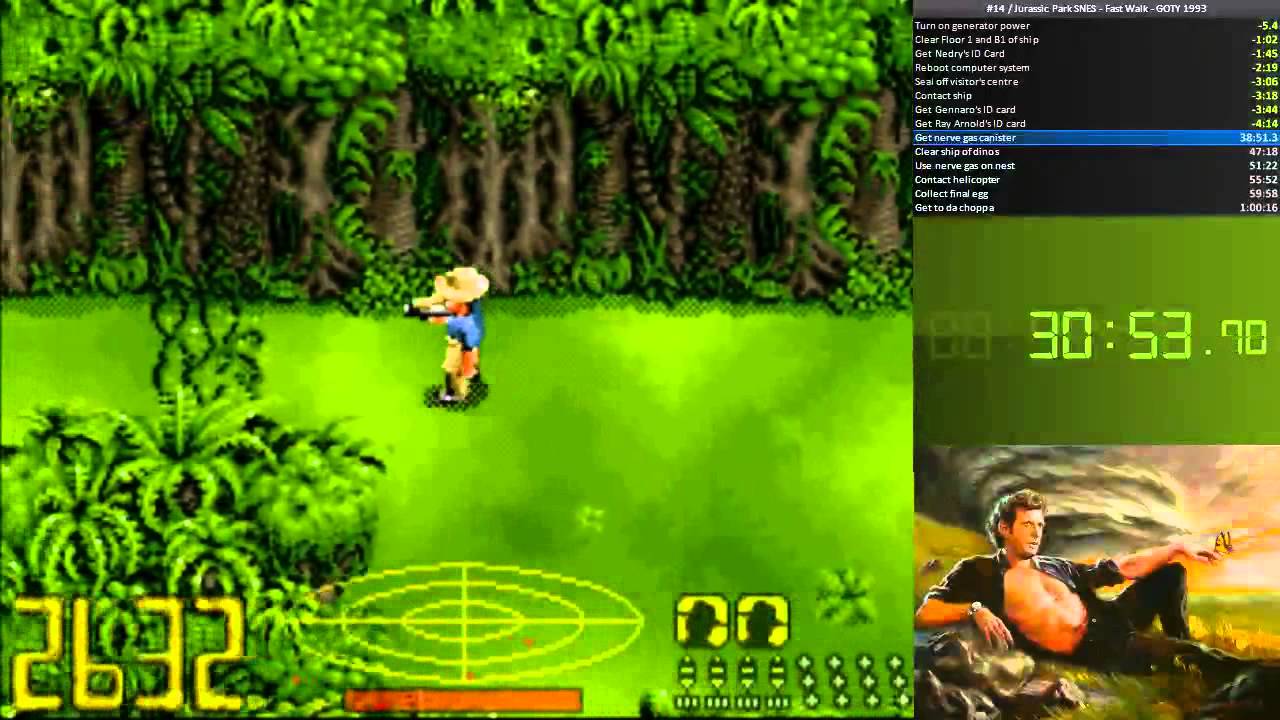 #14 / Jurassic Park SNES - Fast Walk - GOTY 1993
Turn on generator power -5.4
Clear Floor 1 and B1 of ship -1:02
Get Nedry's ID Card -1:45
Reboot computer system -2:19
Seal off visitor's centre -3:06
Contact ship -3:18
Get Gennaro's ID card -3:44
Get Ray Arnold's ID card -4:14
Get nerve gas canister 38:51.3
Clear ship of dinos 47:18
Use nerve gas on nest 51:22
Contact helicopter 55:52
Collect final egg 59:58
Get to da choppa 1:00:16
30:53.70
2632